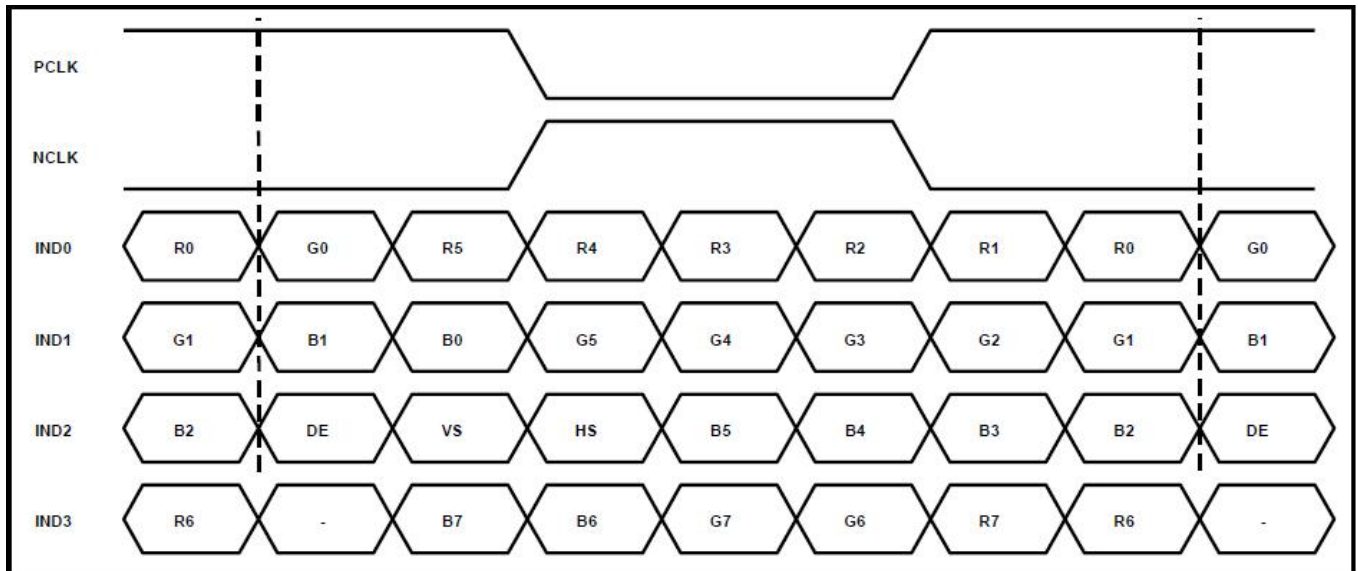 PCLK
NCLK
IND0 R0 G0 R5 R4 R3 R2 R1 R0 G0
IND1 G1 B1 B0 G5 G4 G3 G2 G1 B1
IND2 B2 DE VS HS B5 B4 B3 B2 DE
IND3 R6 - B7 B6 G7 G6 R7 R6 -